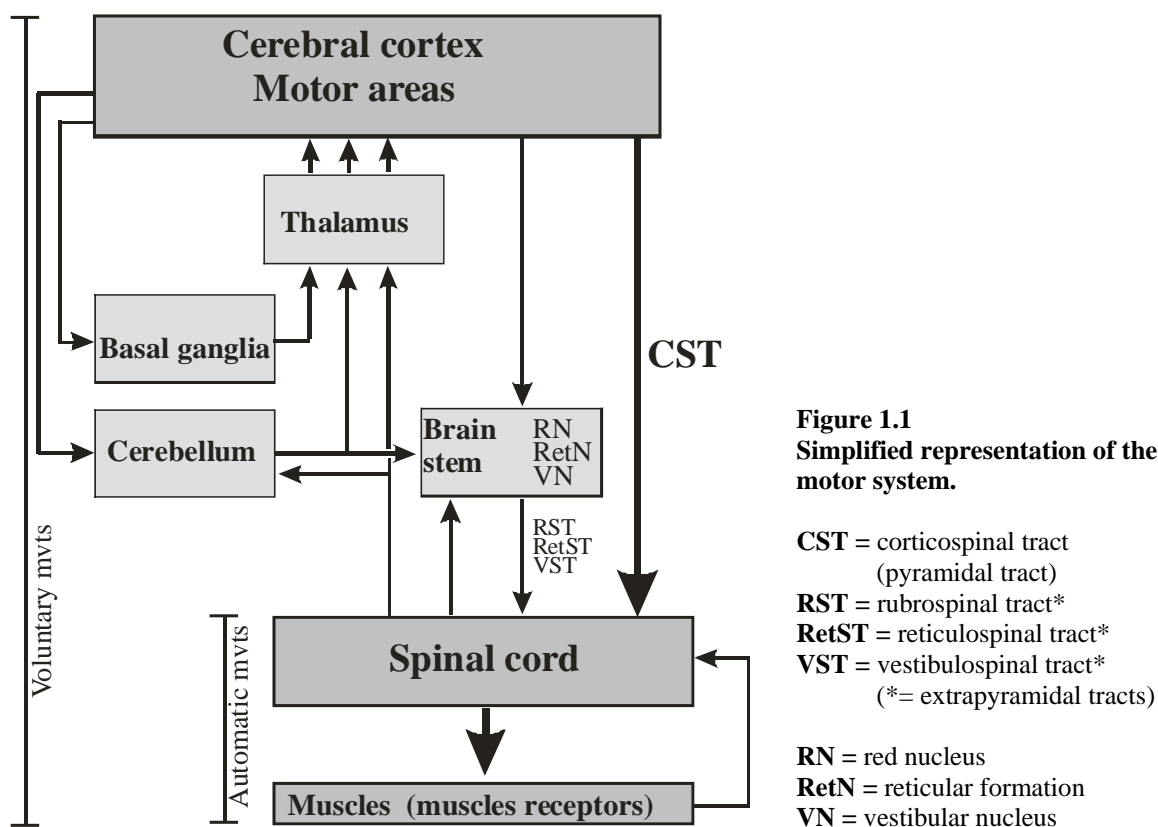 Cerebral cortex
Motor areas
Thalamus
Basal ganglia
Cerebellum
Brain
stem
RN
RetN
VN
CST
RST
RetST
VST
Spinal cord
Muscles (muscles receptors)
Voluntary mvts
Automatic mvts
Figure 1.1
Simplified representation of the
motor system.
CST = corticospinal tract
(pyramidal tract)
RST = rubrospinal tract*
RetST = reticulospinal tract*
VST = vestibulospinal tract*
(*= extrapyramidal tracts)
RN = red nucleus
RetN = reticular formation
VN = vestibular nucleus